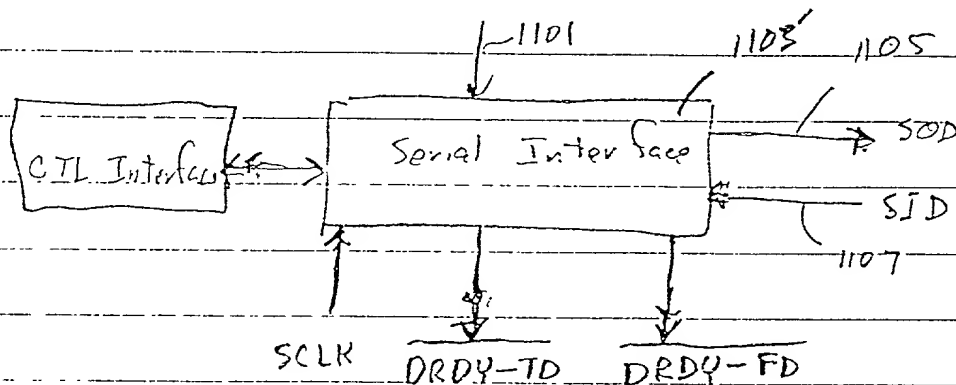 1101
1103 1105
SOD
Serial Interface
CTL Interface
SID
1107
SCLK
DRDY-TD
DRDY-FD